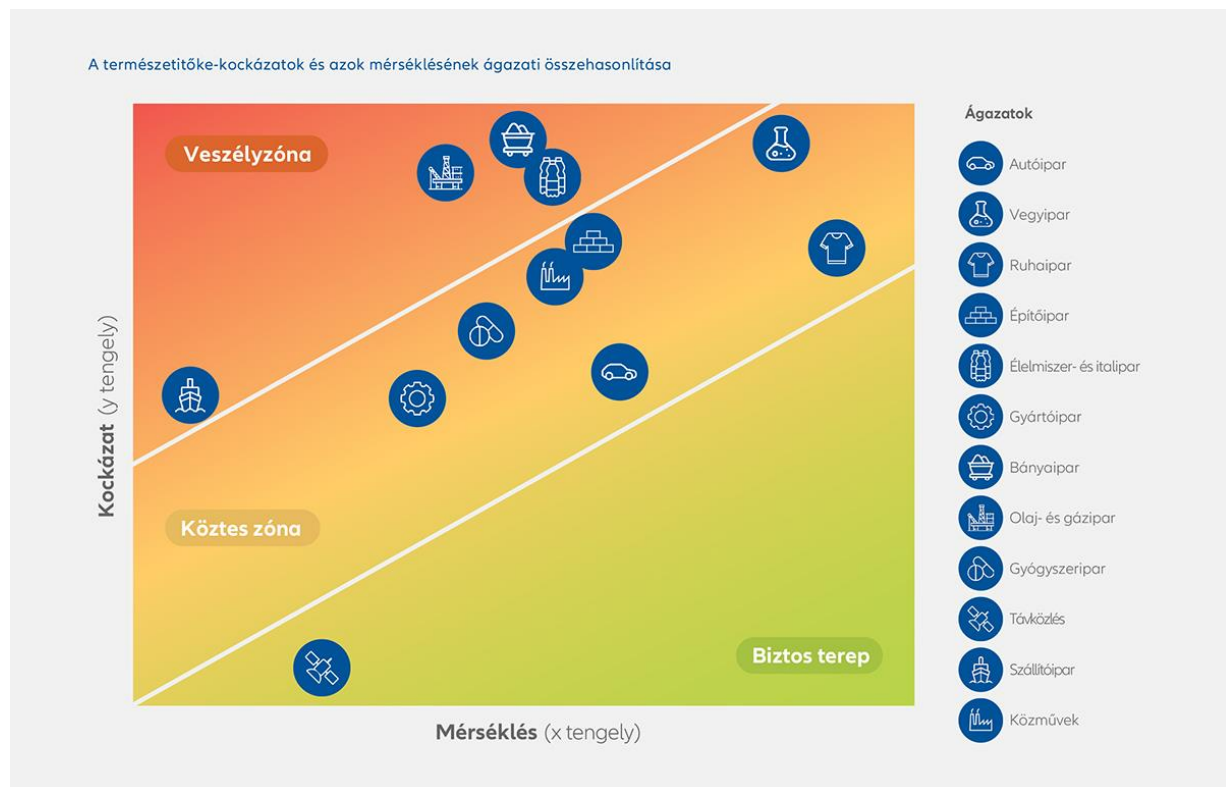 A természetitőke-kockázatok és azok mérséklésének ágazati összehasonlítása
Veszélyzóna
Köztes zóna
Biztos terep
Kockázat (y tengely)
Mérséklés (x tengely)
Ágazatok
Autóipar
Vegyipar
Ruhaipar
Építőipar
Élelmiszer- és italipar
Gyártóipar
Bányaipar
Olaj- és gázipar
Gyógyszeripar
Távközlés
Szállítóipar
Közművek